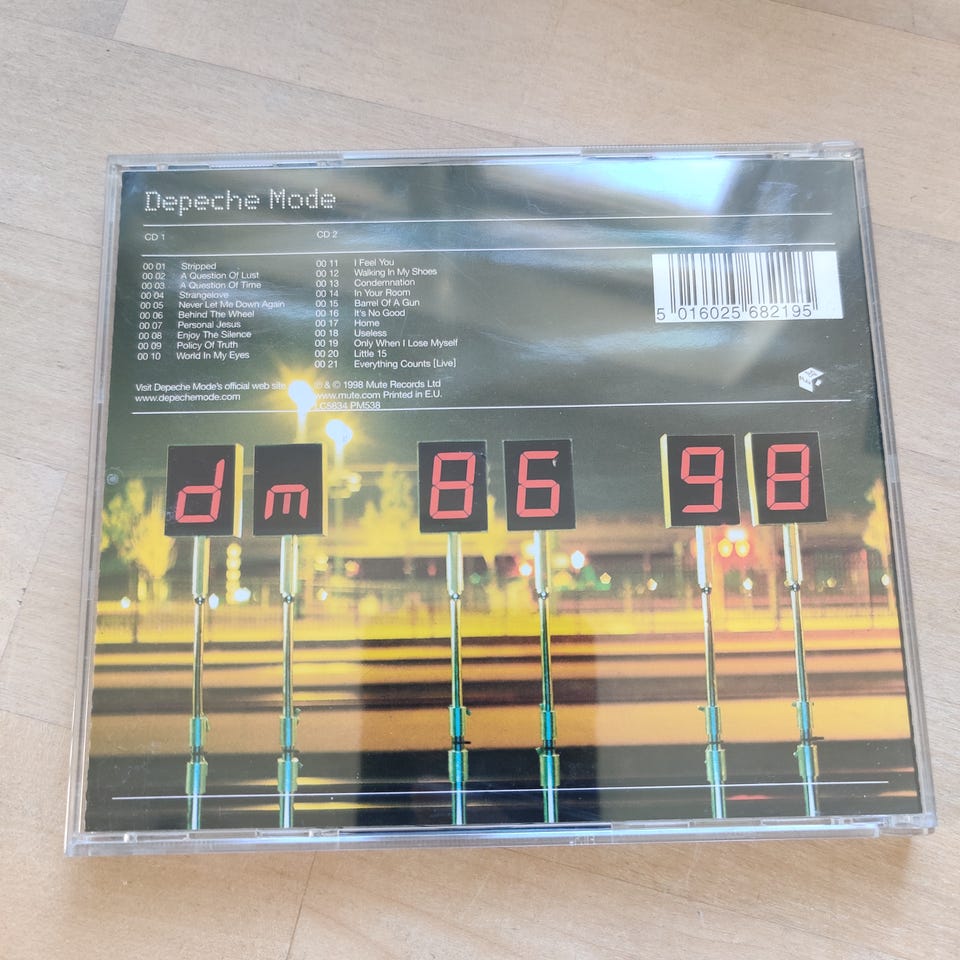 Depeche Mode
CD 1
00 01 Stripped
00 02 A Question Of Lust
00 03 A Question Of Time
00 04 Strangelove
00 05 Never Let Me Down Again
00 06 Behind The Wheel
00 07 Personal Jesus
00 08 Enjoy The Silence
00 09 Policy Of Truth
00 10 World In My Eyes
CD 2
00 11 I Feel You
00 12 Walking In My Shoes
00 13 Condemnation
00 14 In Your Room
00 15 Barrel Of A Gun
00 16 It's No Good
00 17 Home
00 18 Useless
00 19 Only When I Lose Myself
00 20 Little 15
00 21 Everything Counts [Live]
5 016025 682195
Visit Depeche Mode's official web site
www.depechemode.com
℗ & © 1998 Mute Records Ltd
www.mute.com Printed in E.U.
LC5834 PM538
dm 86 98